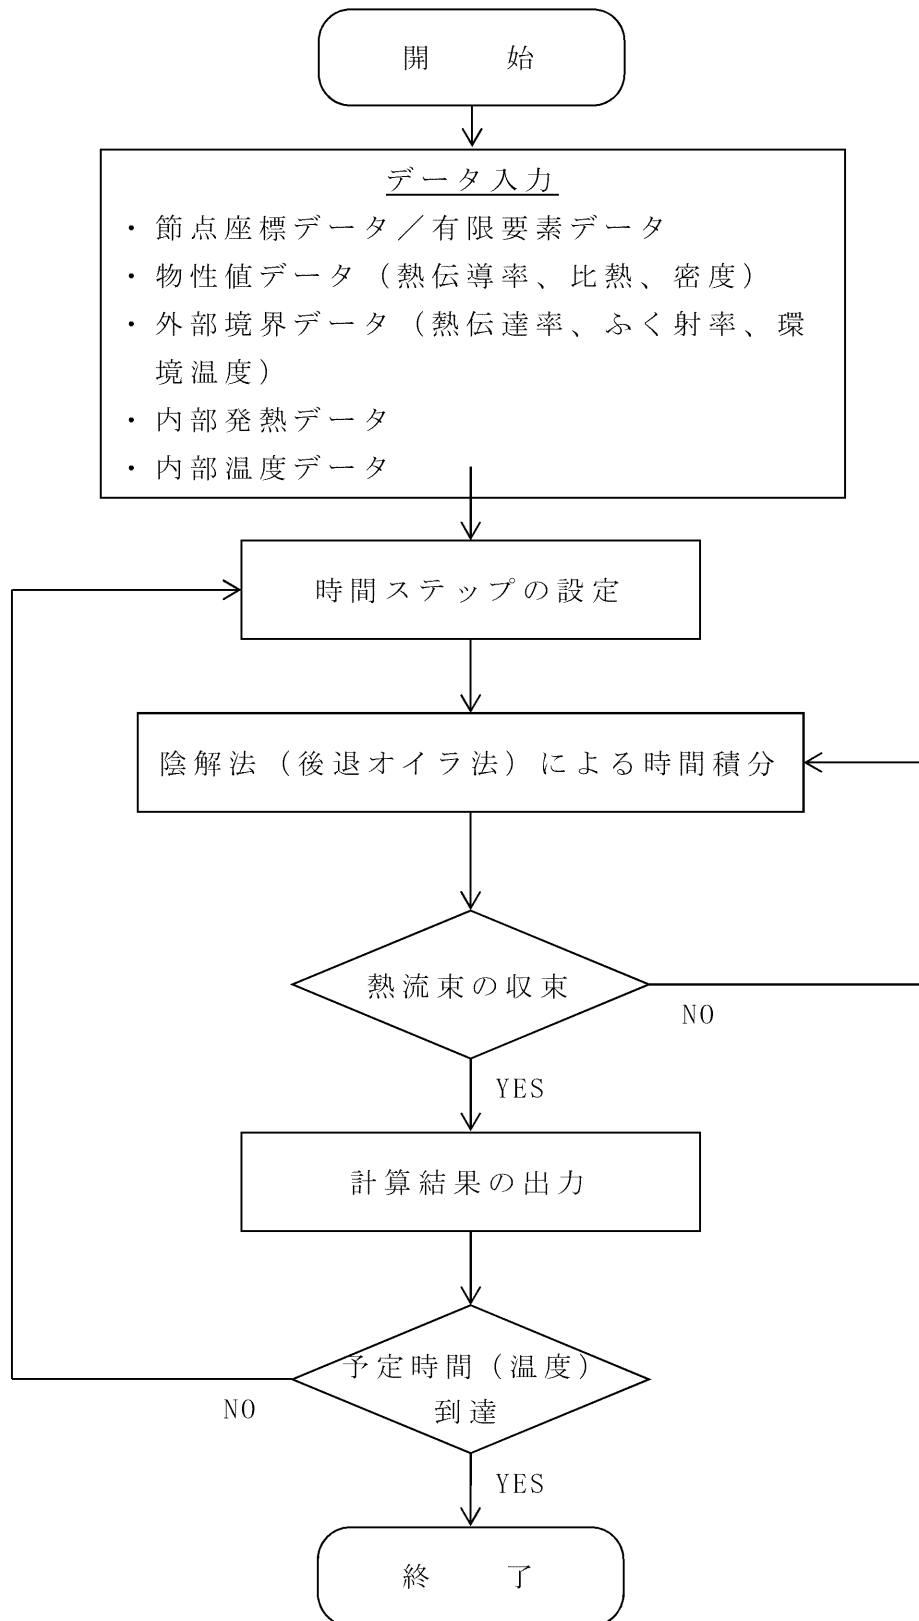 開　始
データ入力
・節点座標データ／有限要素データ
・物性値データ（熱伝導率、比熱、密度）
・外部境界データ（熱伝達率、ふく射率、環
境温度）
・内部発熱データ
・内部温度データ
時間ステップの設定
陰解法（後退オイラ法）による時間積分
熱流束の収束
NO
YES
計算結果の出力
予定時間（温度）
到達
NO
YES
終　了